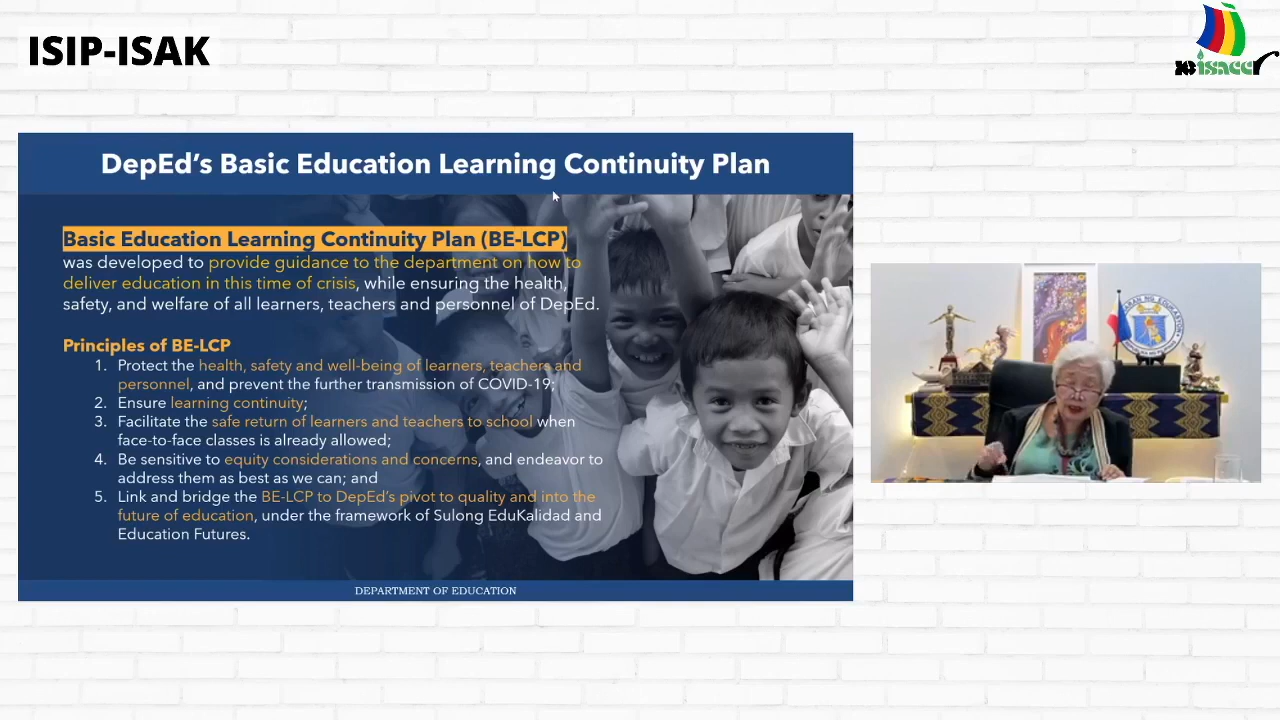 ISIP-ISAK
DepEd’s Basic Education Learning Continuity Plan
Basic Education Learning Continuity Plan (BE-LCP)
was developed to provide guidance to the department on how to
deliver education in this time of crisis, while ensuring the health,
safety, and welfare of all learners, teachers and personnel of DepEd.
Principles of BE-LCP
1. Protect the health, safety and well-being of learners, teachers and
personnel, and prevent the further transmission of COVID-19;
2. Ensure learning continuity;
3. Facilitate the safe return of learners and teachers to school when
face-to-face classes is already allowed;
4. Be sensitive to equity considerations and concerns, and endeavor to
address them as best as we can; and
5. Link and bridge the BE-LCP to DepEd’s pivot to quality and into the
future of education, under the framework of Sulong EduKalidad and
Education Futures.
DEPARTMENT OF EDUCATION